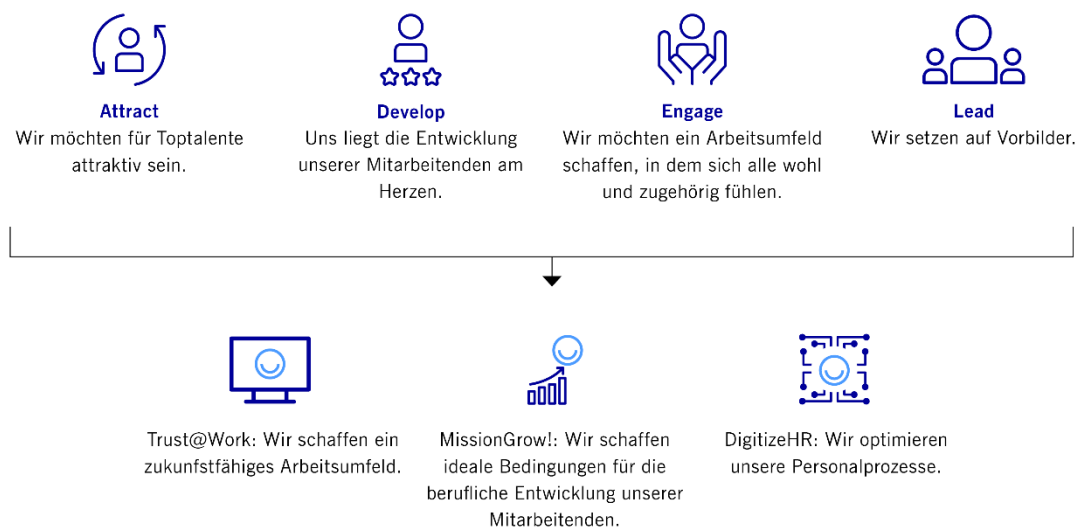 Attract
Wir möchten für Toptalente
attraktiv sein.
Develop
Uns liegt die Entwicklung
unserer Mitarbeitenden am
Herzen.
Engage
Wir möchten ein Arbeitsumfeld
schaffen, in dem sich alle wohl
und zugehörig fühlen.
Lead
Wir setzen auf Vorbilder.
Trust@Work: Wir schaffen ein
zukunfstfähiges Arbeitsumfeld.
MissionGrow!: Wir schaffen
ideale Bedingungen für die
berufliche Entwicklung unserer
Mitarbeitenden.
DigitizeHR: Wir optimieren
unsere Personalprozesse.